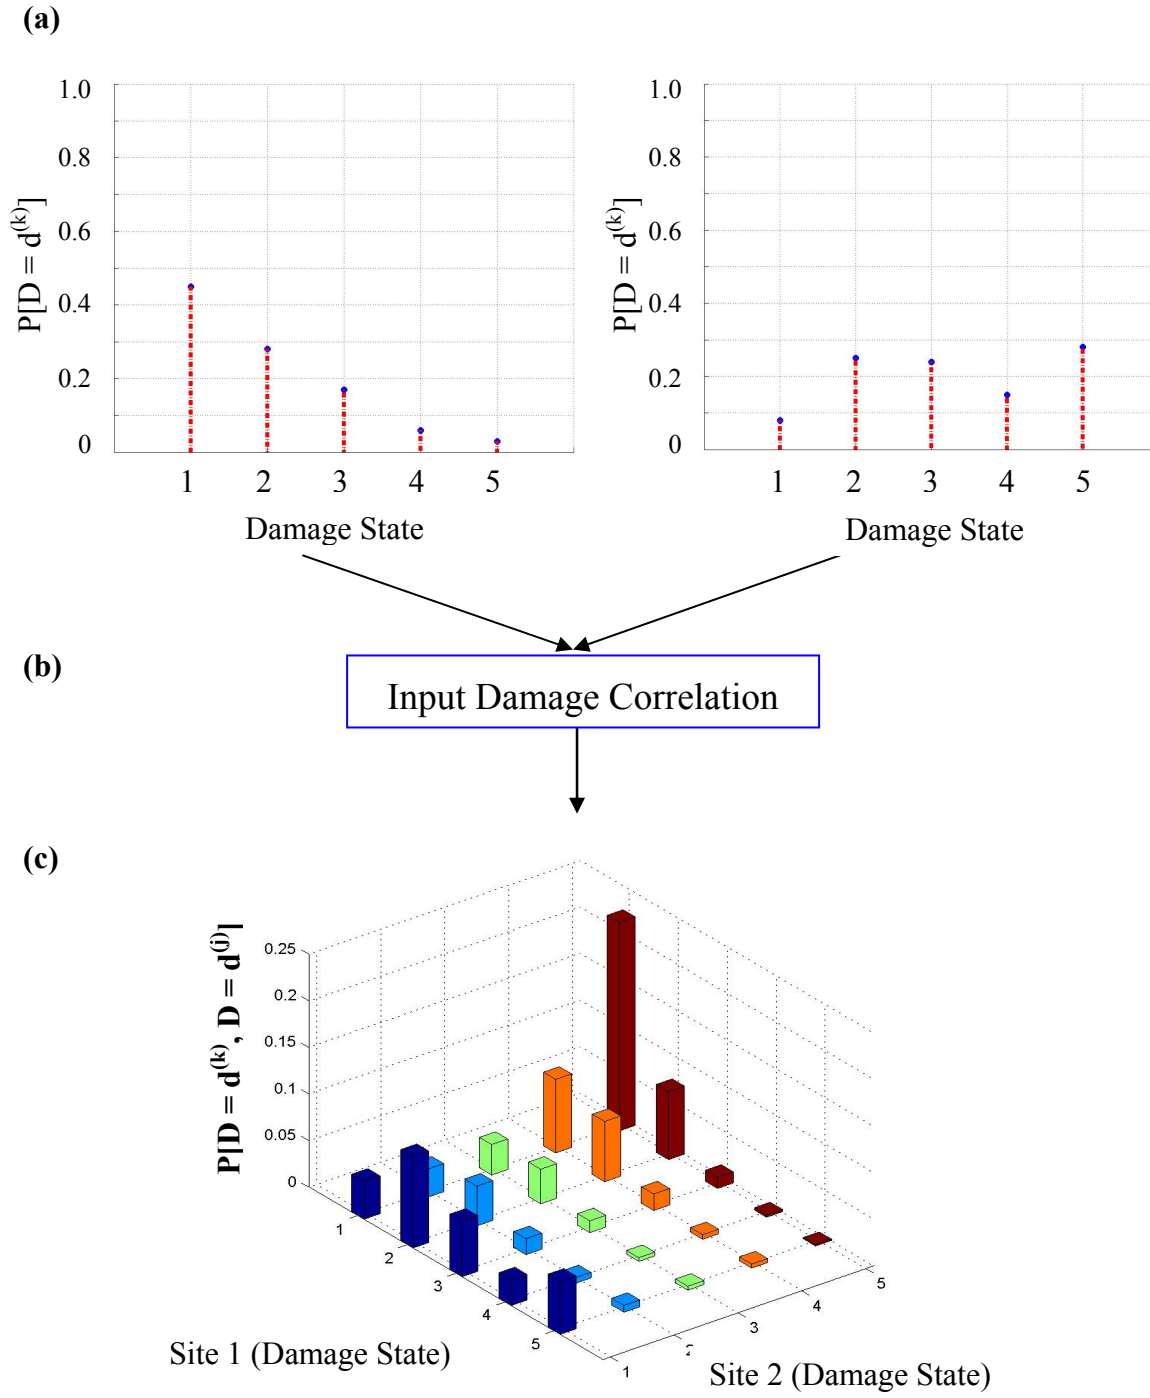 (a)
1.0
0.8
0.6
0.4
0.2
0
P[D = d^(k)]
1 2 3 4 5
Damage State
1.0
0.8
0.6
0.4
0.2
0
P[D = d^(k)]
1 2 3 4 5
Damage State
(b)
Input Damage Correlation
(c)
P[D = d^(k), D = d^(j)]
0.25
0.2
0.15
0.1
0.05
0
1
2
3
4
5
1
2
3
4
5
Site 1 (Damage State)
Site 2 (Damage State)